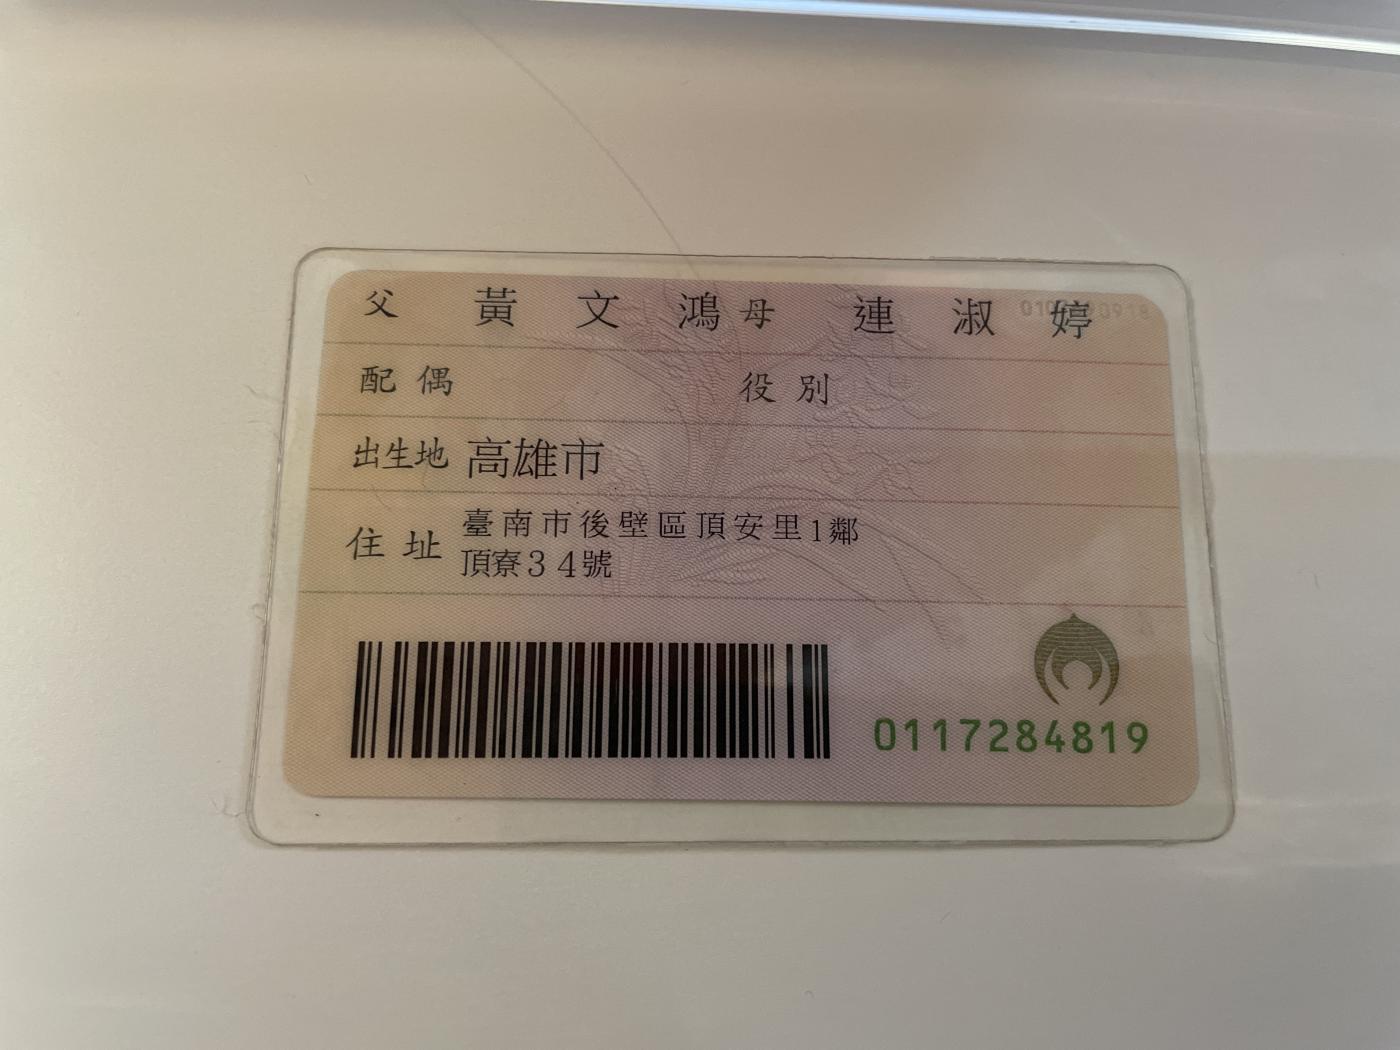 父 黃文鴻 母 連淑婷
配偶 役別
出生地 高雄市
住址 臺南市後壁區頂安里1鄰
頂寮34號
0117284819